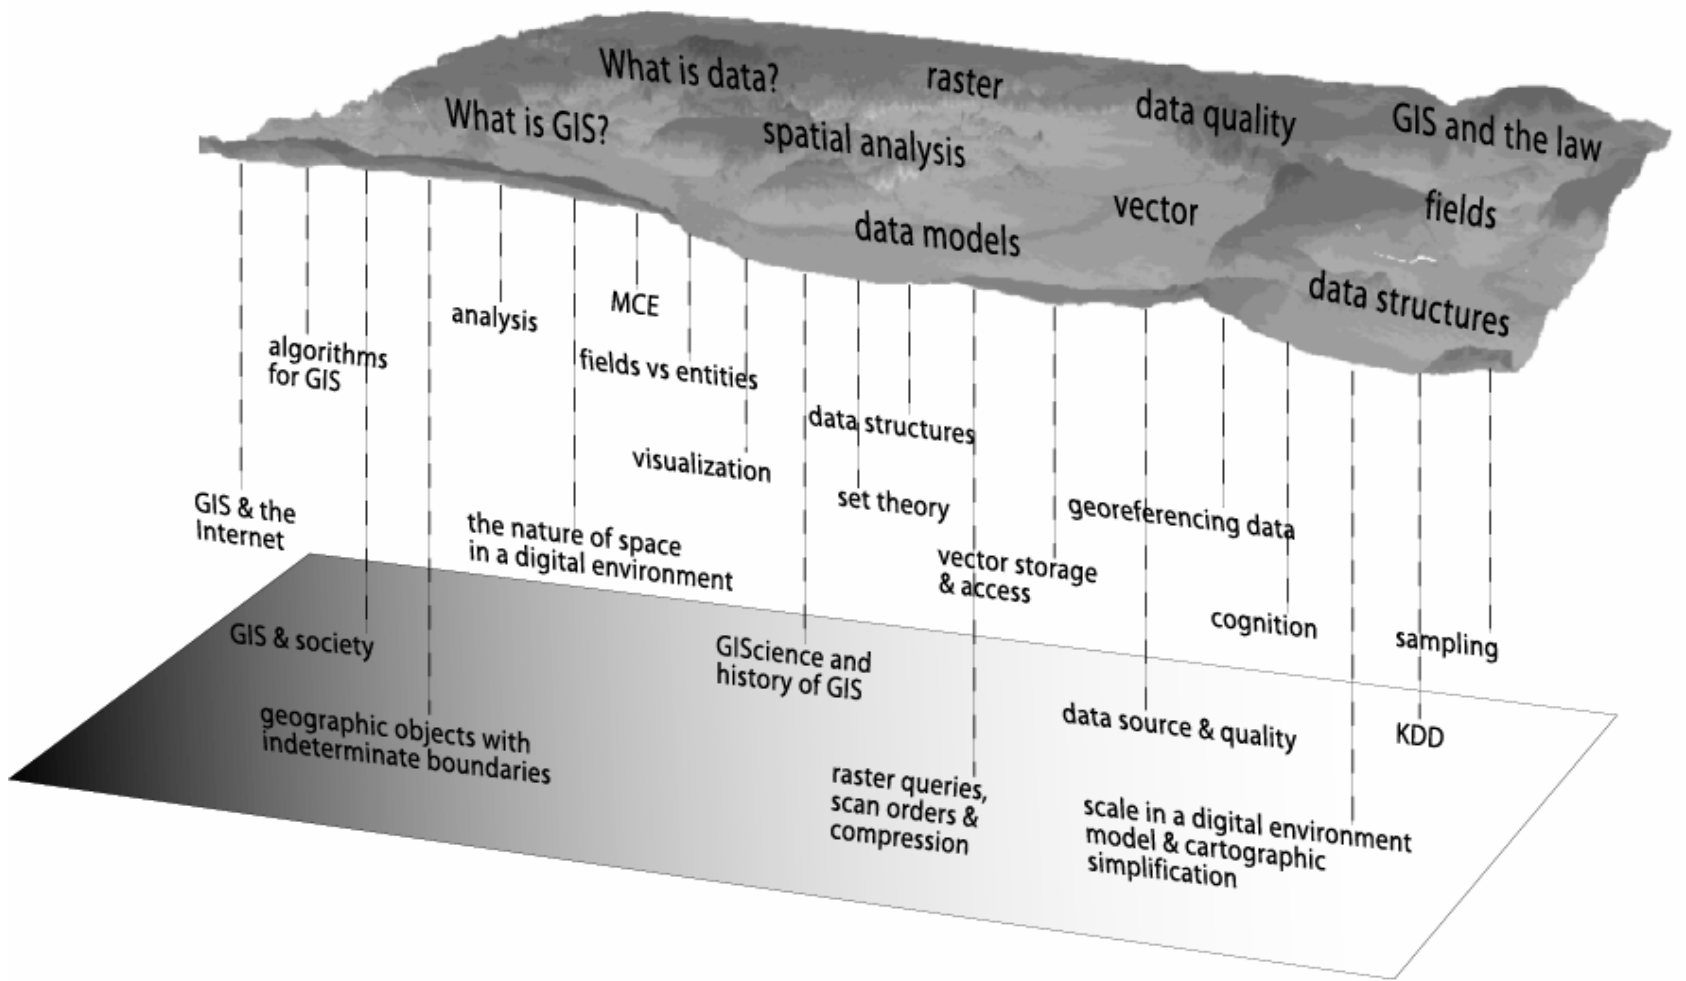 What is data?
raster
data quality
GIS and the law
What is GIS?
spatial analysis
vector
fields
data models
data structures
analysis
MCE
algorithms
for GIS
fields vs entities
data structures
visualization
set theory
GIS & the
Internet
the nature of space
in a digital environment
georeferencing data
vector storage
& access
cognition
sampling
GIS & society
GIScience and
history of GIS
geographic objects with
indeterminate boundaries
data source & quality
KDD
raster queries,
scan orders &
compression
scale in a digital environment
model & cartographic
simplification